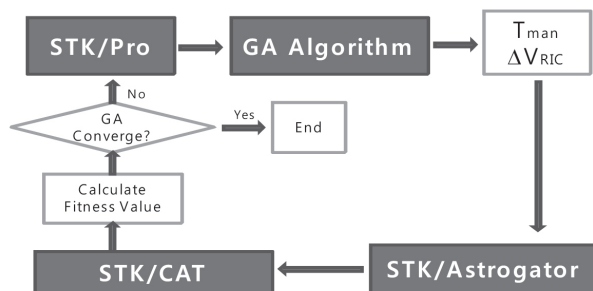 STK/Pro
GA Algorithm
Tman
ΔVRIC
No
GA
Converge?
Yes
End
Calculate
Fitness Value
STK/CAT
STK/Astrogator